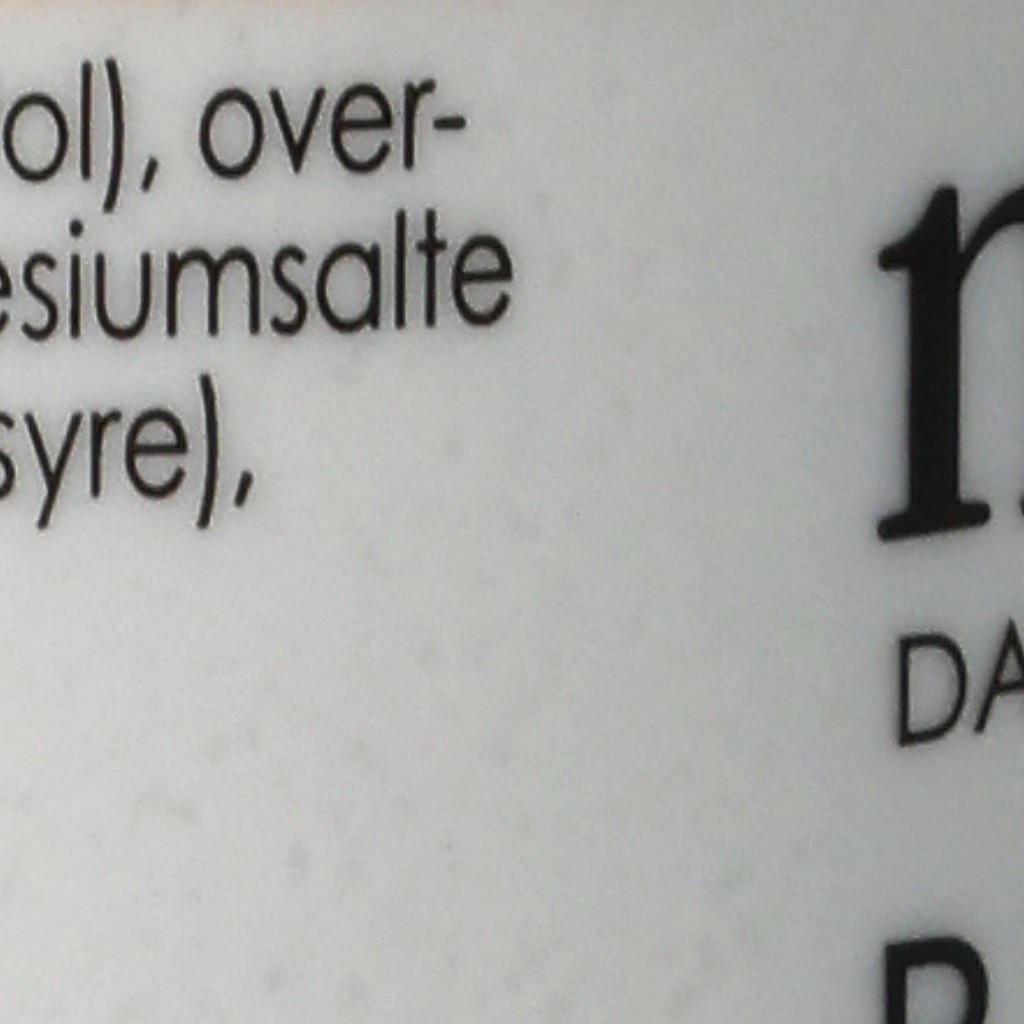 ol), over-
esiumsalte
syre),
DA